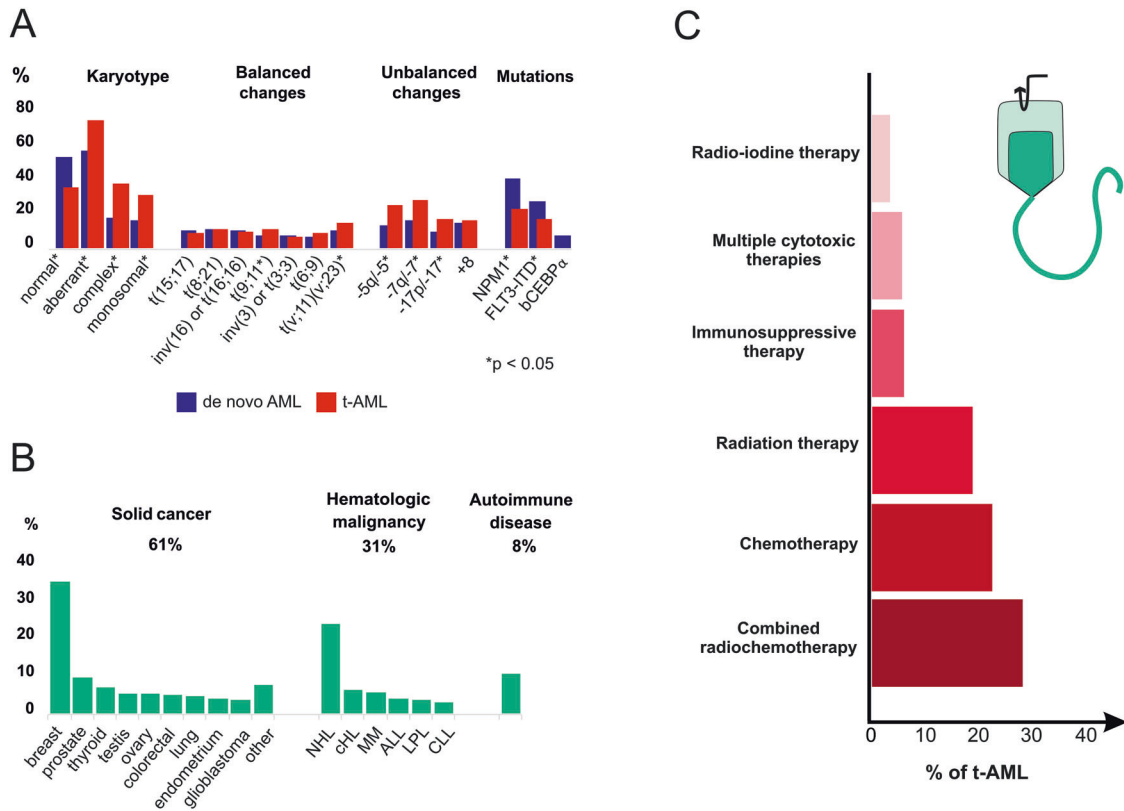 A
%
Karyotype
Balanced
changes
Unbalanced
changes
Mutations
80
60
40
20
0
normal*
aberrant*
complex*
monosomal*
t(15;17)
t(8;21)
inv(16) or t(16;16)
t(9;11*)
inv(3) or t(3;3)
t(6;9)
t(v;11)(v;23)*
-5q/-5*
-7q/-7*
-17p/-17*
+8
NPM1*
FLT3-ITD*
bCEBPα
*p < 0.05
de novo AML
t-AML
B
%
Solid cancer
61%
Hematologic
malignancy
31%
Autoimmune
disease
8%
40
30
20
10
0
breast
prostate
thyroid
testis
ovary
colorectal
lung
endometrium
glioblastoma
other
NHL
cHL
MM
ALL
LPL
CLL
C
Radio-iodine therapy
Multiple cytotoxic
therapies
Immunosuppressive
therapy
Radiation therapy
Chemotherapy
Combined
radiochemotherapy
0
10
20
30
40
% of t-AML